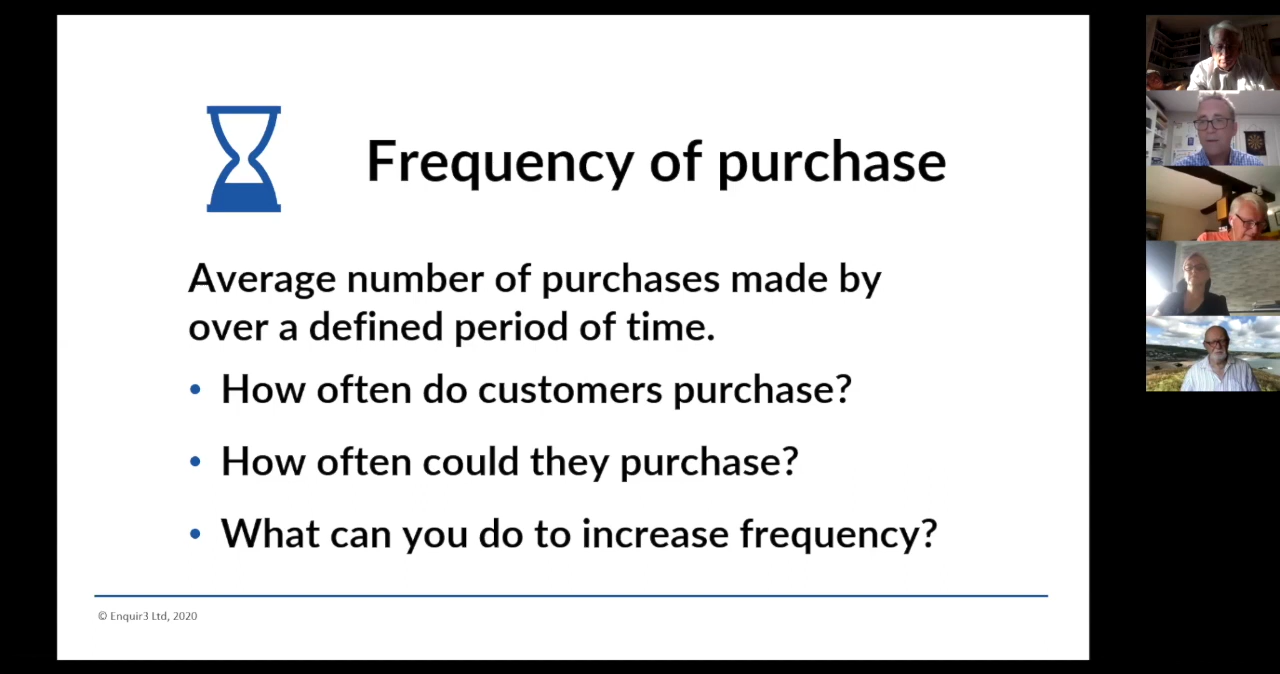 Frequency of purchase
Average number of purchases made by
over a defined period of time.
• How often do customers purchase?
• How often could they purchase?
• What can you do to increase frequency?
© Enquir3 Ltd, 2020